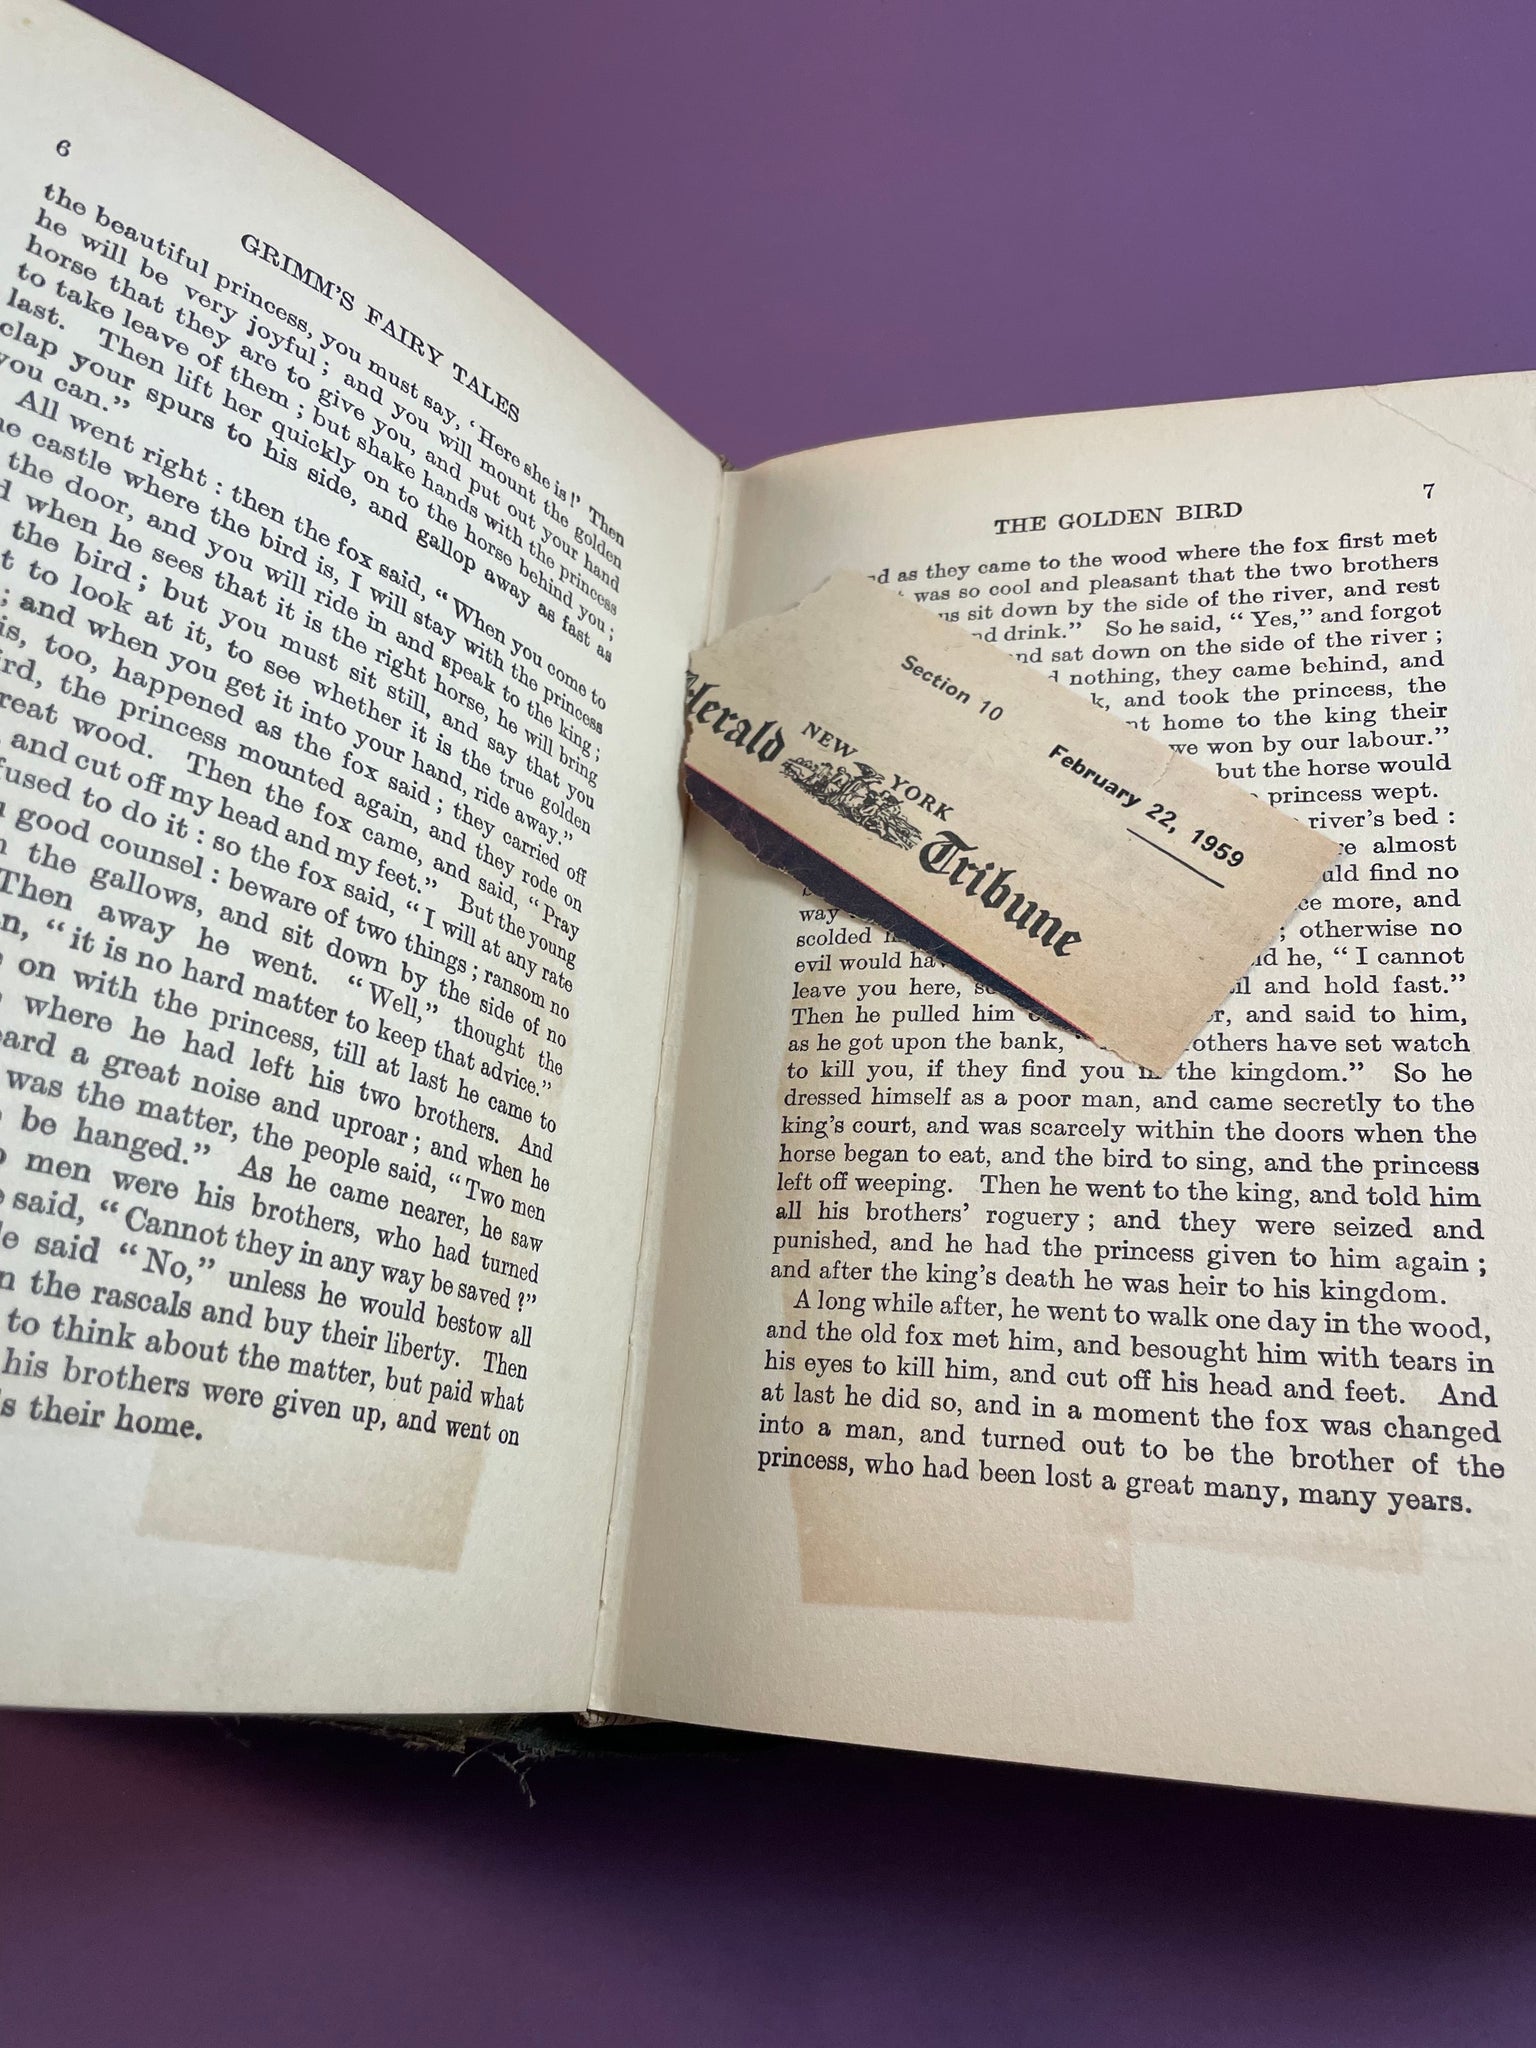 6
GRIMM'S FAIRY TALES
the beautiful princess, you must say, ‘Here she is!’ Then
he will be very joyful; and you will mount the golden
horse that they are to give you, and put out your hand
to take leave of them; but shake hands with the princess
last. Then lift her quickly on to the horse behind you;
clap your spurs to his side, and gallop away as fast as
you can.”
All went right: then the fox said, “When you come to
castle where the bird is, I will stay with the princess
the door, and you will ride in and speak to the king;
when he sees that it is the right horse, he will bring
the bird; but you must sit still, and say that you
to look at it, to see whether it is the true golden
; and when you get it into your hand, ride away.”
is, too, happened as the fox said; they carried off
the princess mounted again, and they rode on
great wood. Then the fox came, and said, “Pray
and cut off my head and my feet.” But the young
refused to do it: so the fox said, “I will at any rate
good counsel: beware of two things; ransom no
the gallows, and sit down by the side of no
Then away he went. “Well,” thought the
“it is no hard matter to keep that advice.”
on with the princess, till at last he came to
where he had left his two brothers. And
heard a great noise and uproar; and when he
was the matter, the people said, “Two men
be hanged.” As he came nearer, he saw
men were his brothers, who had turned
said, “Cannot they in any way be saved?”
said “No,” unless he would bestow all
the rascals and buy their liberty. Then
to think about the matter, but paid what
his brothers were given up, and went on
their home.
THE GOLDEN BIRD
7
as they came to the wood where the fox first met
was so cool and pleasant that the two brothers
us sit down by the side of the river, and rest
and drink.” So he said, “Yes,” and forgot
and sat down on the side of the river;
nothing, they came behind, and
and took the princess, the
home to the king their
we won by our labour.”
but the horse would
princess wept.
river's bed:
almost
find no
way more, and
scolded ; otherwise no
evil would he, “I cannot
leave you here, and hold fast.”
Then he pulled him and said to him,
as he got upon the bank, brothers have set watch
to kill you, if they find you in the kingdom.” So he
dressed himself as a poor man, and came secretly to the
king's court, and was scarcely within the doors when the
horse began to eat, and the bird to sing, and the princess
left off weeping. Then he went to the king, and told him
all his brothers' roguery; and they were seized and
punished, and he had the princess given to him again;
and after the king's death he was heir to his kingdom.
A long while after, he went to walk one day in the wood,
and the old fox met him, and besought him with tears in
his eyes to kill him, and cut off his head and feet. And
at last he did so, and in a moment the fox was changed
into a man, and turned out to be the brother of the
princess, who had been lost a great many, many years.
Section 10
February 22, 1959
NEW YORK
Herald Tribune